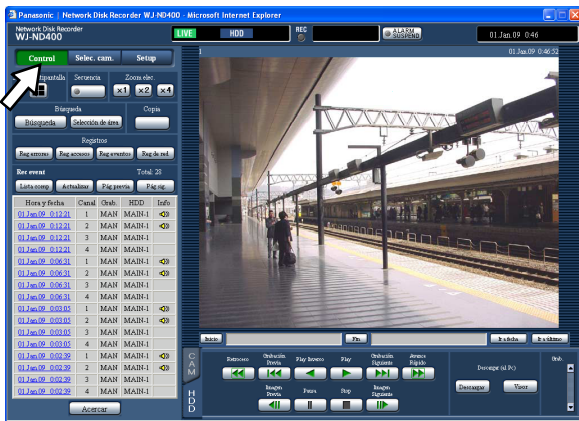 Panasonic | Network Disk Recorder WJ-ND400 - Microsoft Internet Explorer
Network Disk Recorder
WJ-ND400
LIVE
HDD
REC
ALARM
SUSPEND
01.Jan.09 0:46
Control
Selec. cam.
Setup
1
01.Jan.09 0:46:52
Secuencia
Zoom elec.
×1
×2
×4
Búsqueda
Copia
Búsqueda
Selección de área
Registros
Reg errores
Reg accesos
Reg eventos
Reg de red
Rec event
Total: 28
Lista comp
Actualizar
Pág previa
Pág sig.
Hora y fecha Canal Grab. HDD Info
01.Jan.09 0:12:21 1 MAN MAIN-1
01.Jan.09 0:12:21 2 MAN MAIN-1
01.Jan.09 0:12:21 3 MAN MAIN-1
01.Jan.09 0:12:21 4 MAN MAIN-1
01.Jan.09 0:06:31 1 MAN MAIN-1
01.Jan.09 0:06:31 2 MAN MAIN-1
01.Jan.09 0:06:31 3 MAN MAIN-1
01.Jan.09 0:06:31 4 MAN MAIN-1
01.Jan.09 0:03:05 1 MAN MAIN-1
01.Jan.09 0:03:05 2 MAN MAIN-1
01.Jan.09 0:03:05 3 MAN MAIN-1
01.Jan.09 0:03:05 4 MAN MAIN-1
01.Jan.09 0:02:39 1 MAN MAIN-1
01.Jan.09 0:02:39 2 MAN MAIN-1
01.Jan.09 0:02:39 3 MAN MAIN-1
01.Jan.09 0:02:39 4 MAN MAIN-1
Acercar
Inicio
Fin
Ir a fecha
Ir a último
CAM
HDD
Retroceso
Grabación
Previa
Play Inverso
Play
Grabación
Siguiente
Avance
Rápido
Imagen
Previa
Pausa
Stop
Imagen
Siguiente
Descargar (al Pc)
Descargar
Visor
Grab.